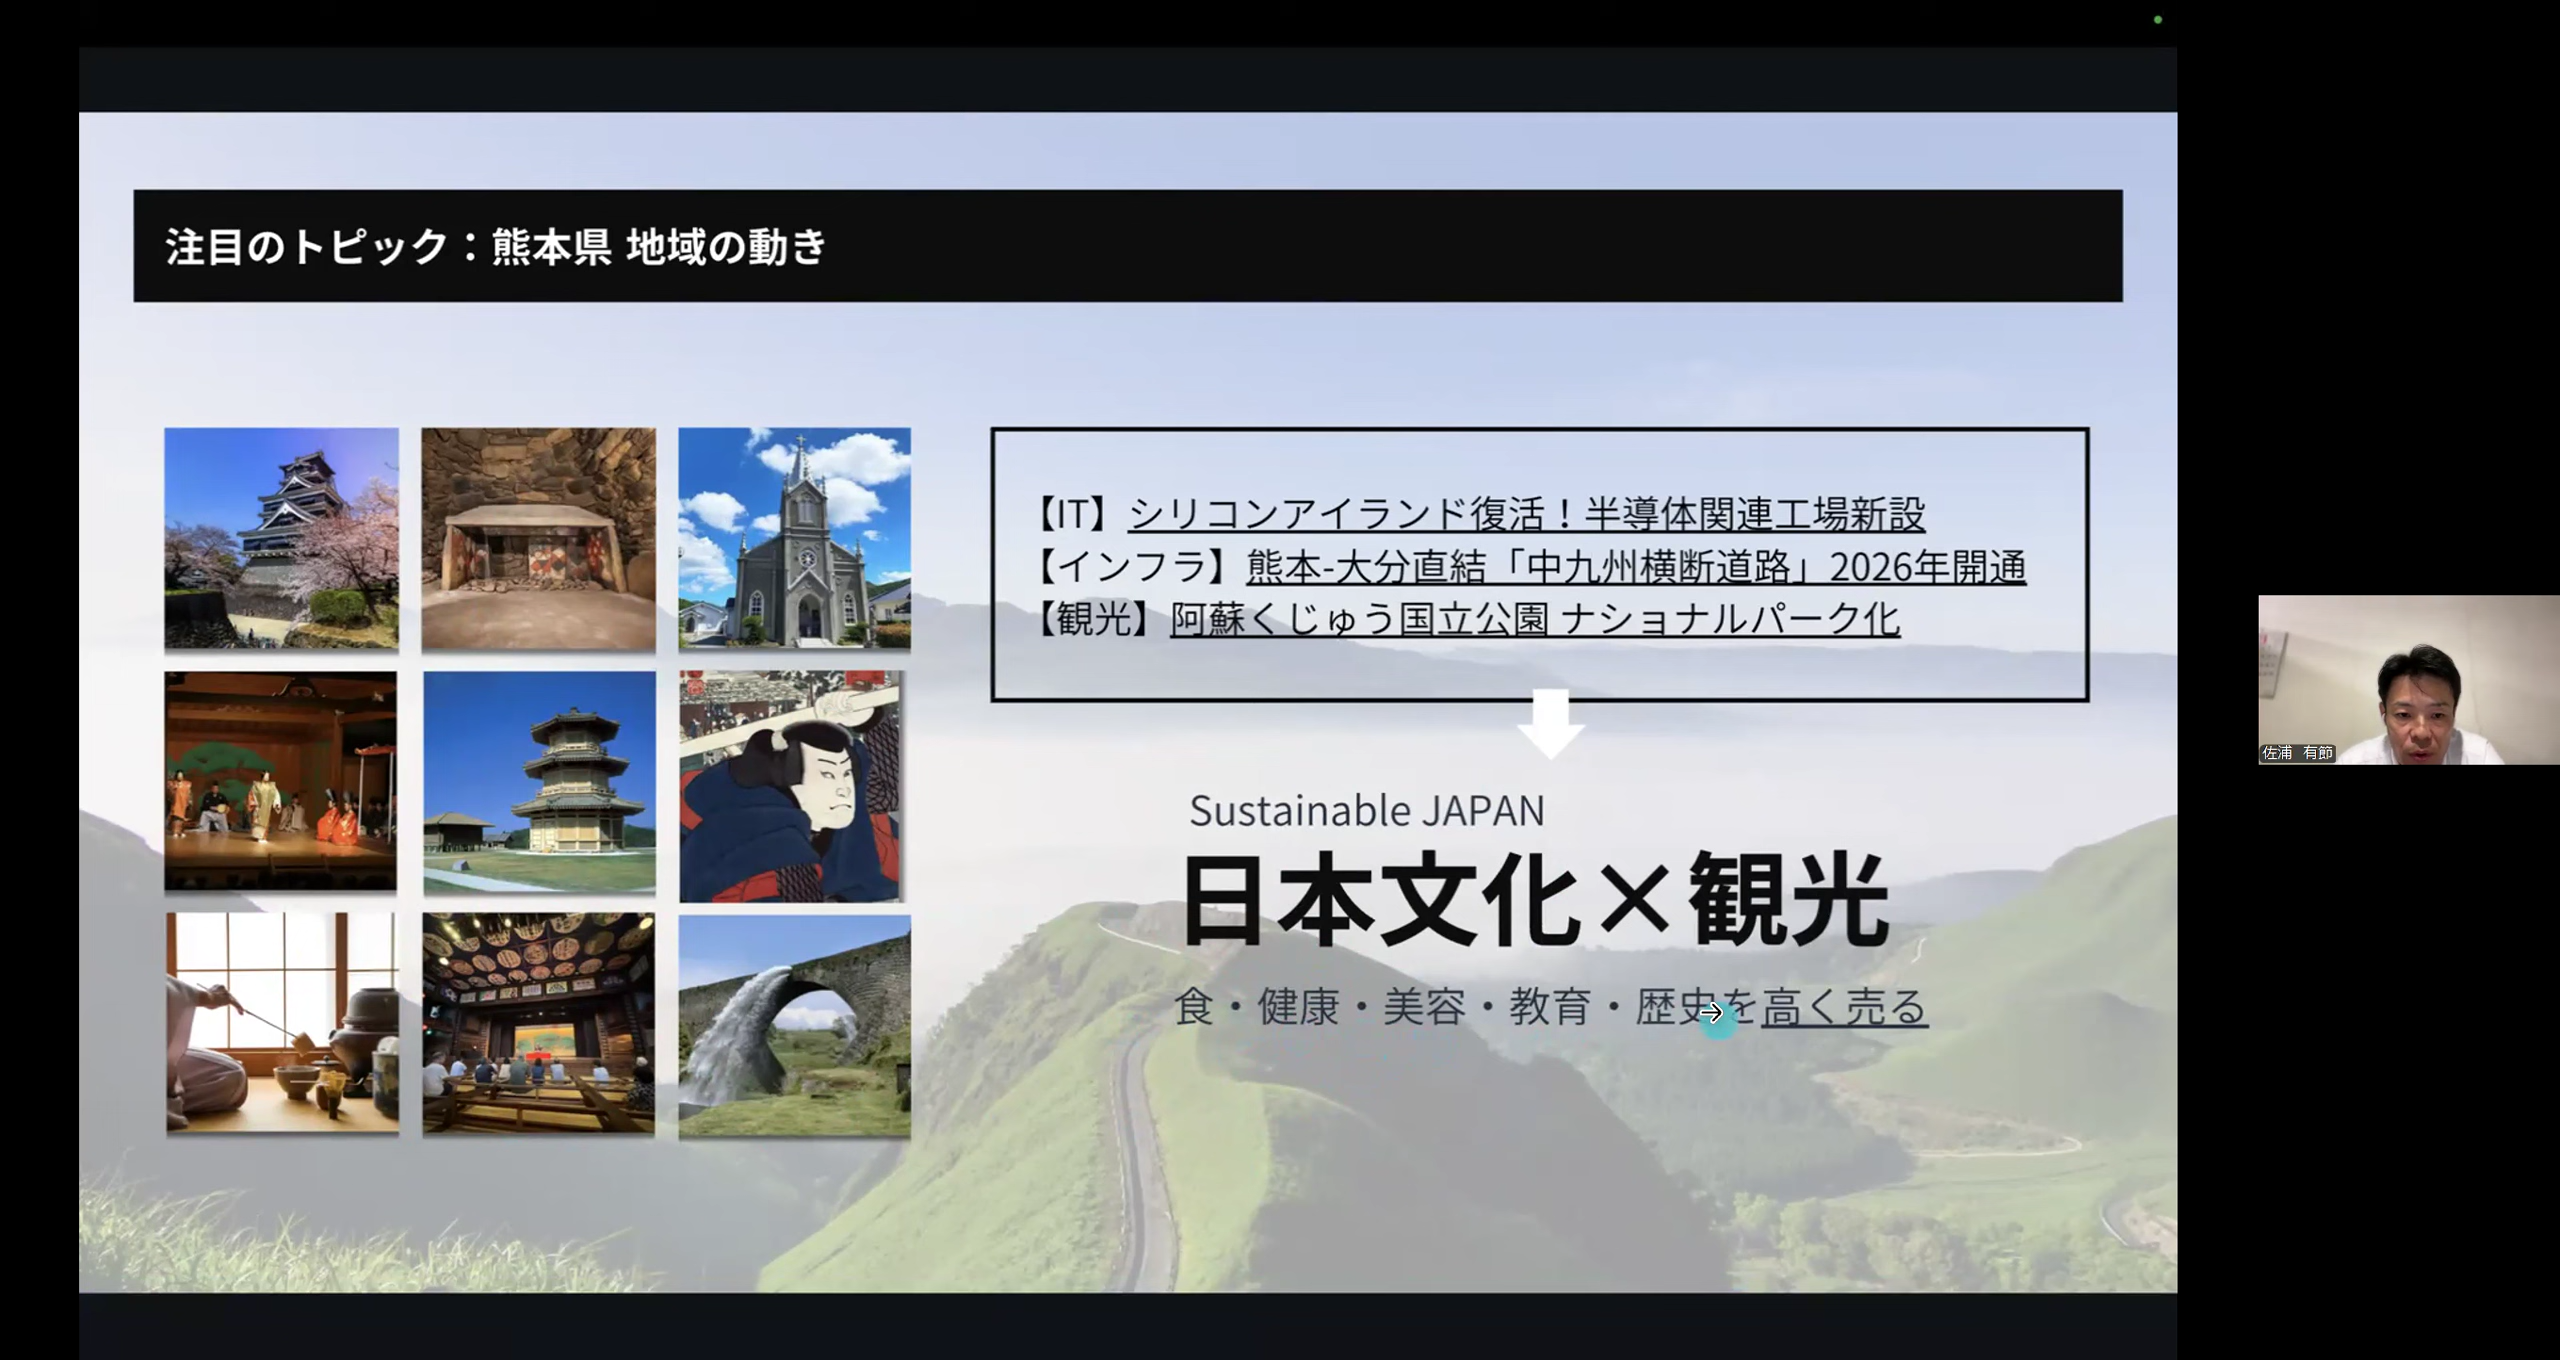 注目のトピック：熊本県 地域の動き
【IT】シリコンアイランド復活！半導体関連工場新設
【インフラ】熊本-大分直結「中九州横断道路」2026年開通
【観光】阿蘇くじゅう国立公園 ナショナルパーク化
Sustainable JAPAN
日本文化×観光
食・健康・美容・教育・歴史を高く売る
佐浦 有節